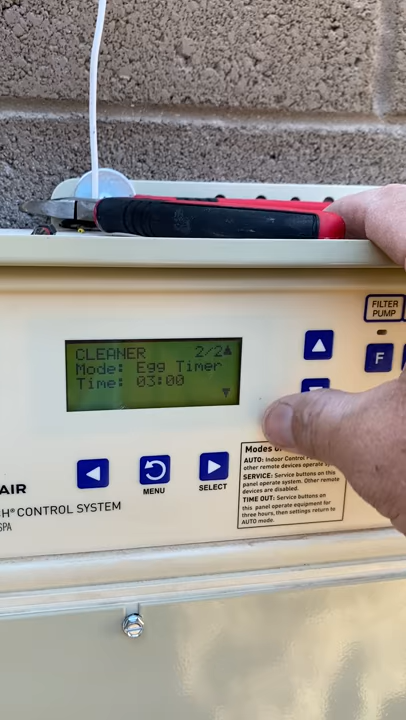 FILTER
PUMP
F
CLEANER 2/2
Mode: Egg Timer
Time: 03:00
MENU
SELECT
AIR
H® CONTROL SYSTEM
SPA
Modes o
AUTO: Indoor Control
other remote devices operate
SERVICE: Service buttons on this
panel operate system. Other remote
devices are disabled.
TIME OUT: Service buttons on
this panel operate equipment for
three hours, then settings return to
AUTO mode.